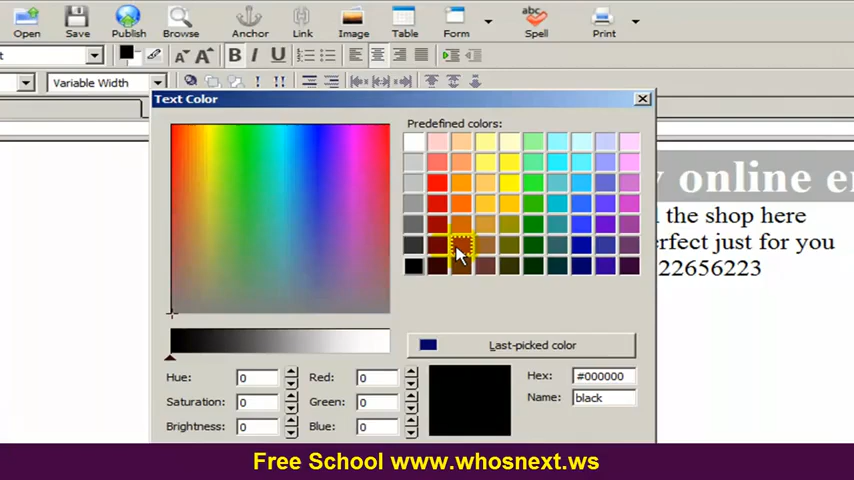 Open Save Publish Browse Anchor Link Image Table Form Spell Print
abc
t A A B I U
Variable Width
Text Color
Predefined colors:
y online e
l the shop here
erfect just for you
22656223
Last-picked color
Hue: 0 Red: 0 Hex: #000000
Saturation: 0 Green: 0 Name: black
Brightness: 0 Blue: 0
Free School www.whosnext.ws